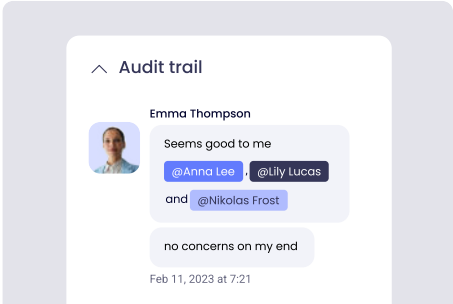 Audit trail
Emma Thompson
Seems good to me
@Anna Lee , @Lily Lucas
and @Nikolas Frost
no concerns on my end
Feb 11, 2023 at 7:21